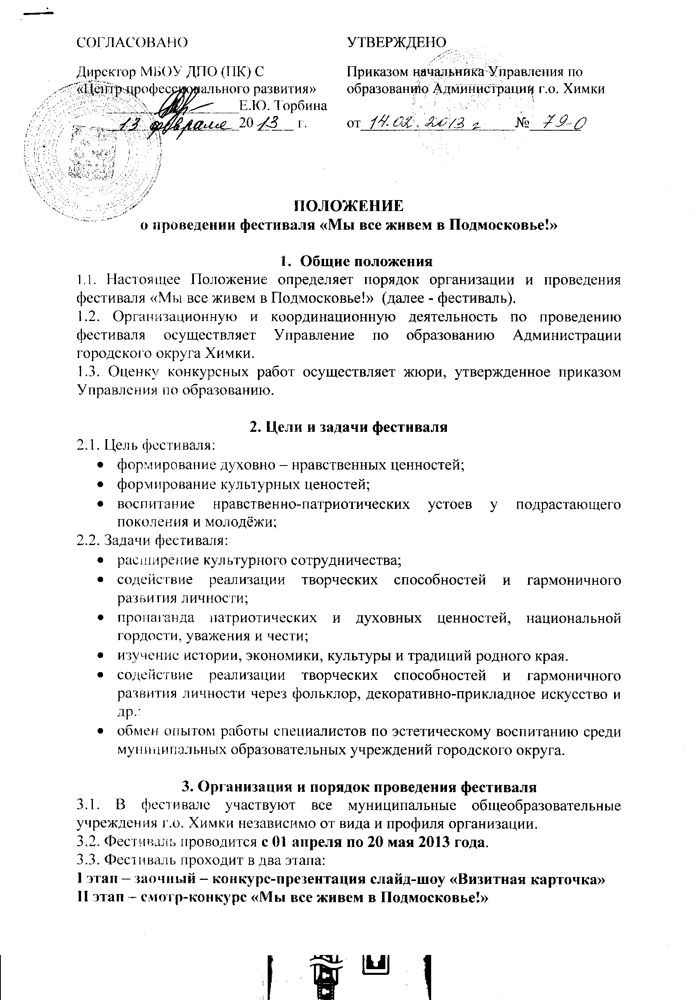 СОГЛАСОВАНО
Директор МБОУ ДПО (ПК) С
«Центр профессионального развития»
Е.Ю. Торбина
13 февраля 2013 г.
УТВЕРЖДЕНО
Приказом начальника Управления по
образованию Администрации г.о. Химки
от 14.02.2013 г № 79-О
ПОЛОЖЕНИЕ
о проведении фестиваля «Мы все живем в Подмосковье!»
1. Общие положения
1.1. Настоящее Положение определяет порядок организации и проведения
фестиваля «Мы все живем в Подмосковье!» (далее - фестиваль).
1.2. Организационную и координационную деятельность по проведению
фестиваля осуществляет Управление по образованию Администрации
городского округа Химки.
1.3. Оценку конкурсных работ осуществляет жюри, утвержденное приказом
Управления по образованию.
2. Цели и задачи фестиваля
2.1. Цель фестиваля:
• формирование духовно – нравственных ценностей;
• формирование культурных ценостей;
• воспитание нравственно-патриотических устоев у подрастающего
поколения и молодёжи;
2.2. Задачи фестиваля:
• расширение культурного сотрудничества;
• содействие реализации творческих способностей и гармоничного
развития личности;
• пропаганда патриотических и духовных ценностей, национальной
гордости, уважения и чести;
• изучение истории, экономики, культуры и традиций родного края.
• содействие реализации творческих способностей и гармоничного
развития личности через фольклор, декоративно-прикладное искусство и
др.:
• обмен опытом работы специалистов по эстетическому воспитанию среди
муниципальных образовательных учреждений городского округа.
3. Организация и порядок проведения фестиваля
3.1. В фестивале участвуют все муниципальные общеобразовательные
учреждения г.о. Химки независимо от вида и профиля организации.
3.2. Фестиваль проводится с 01 апреля по 20 мая 2013 года.
3.3. Фестиваль проходит в два этапа:
I этап – заочный – конкурс-презентация слайд-шоу «Визитная карточка»
II этап – смотр-конкурс «Мы все живем в Подмосковье!»